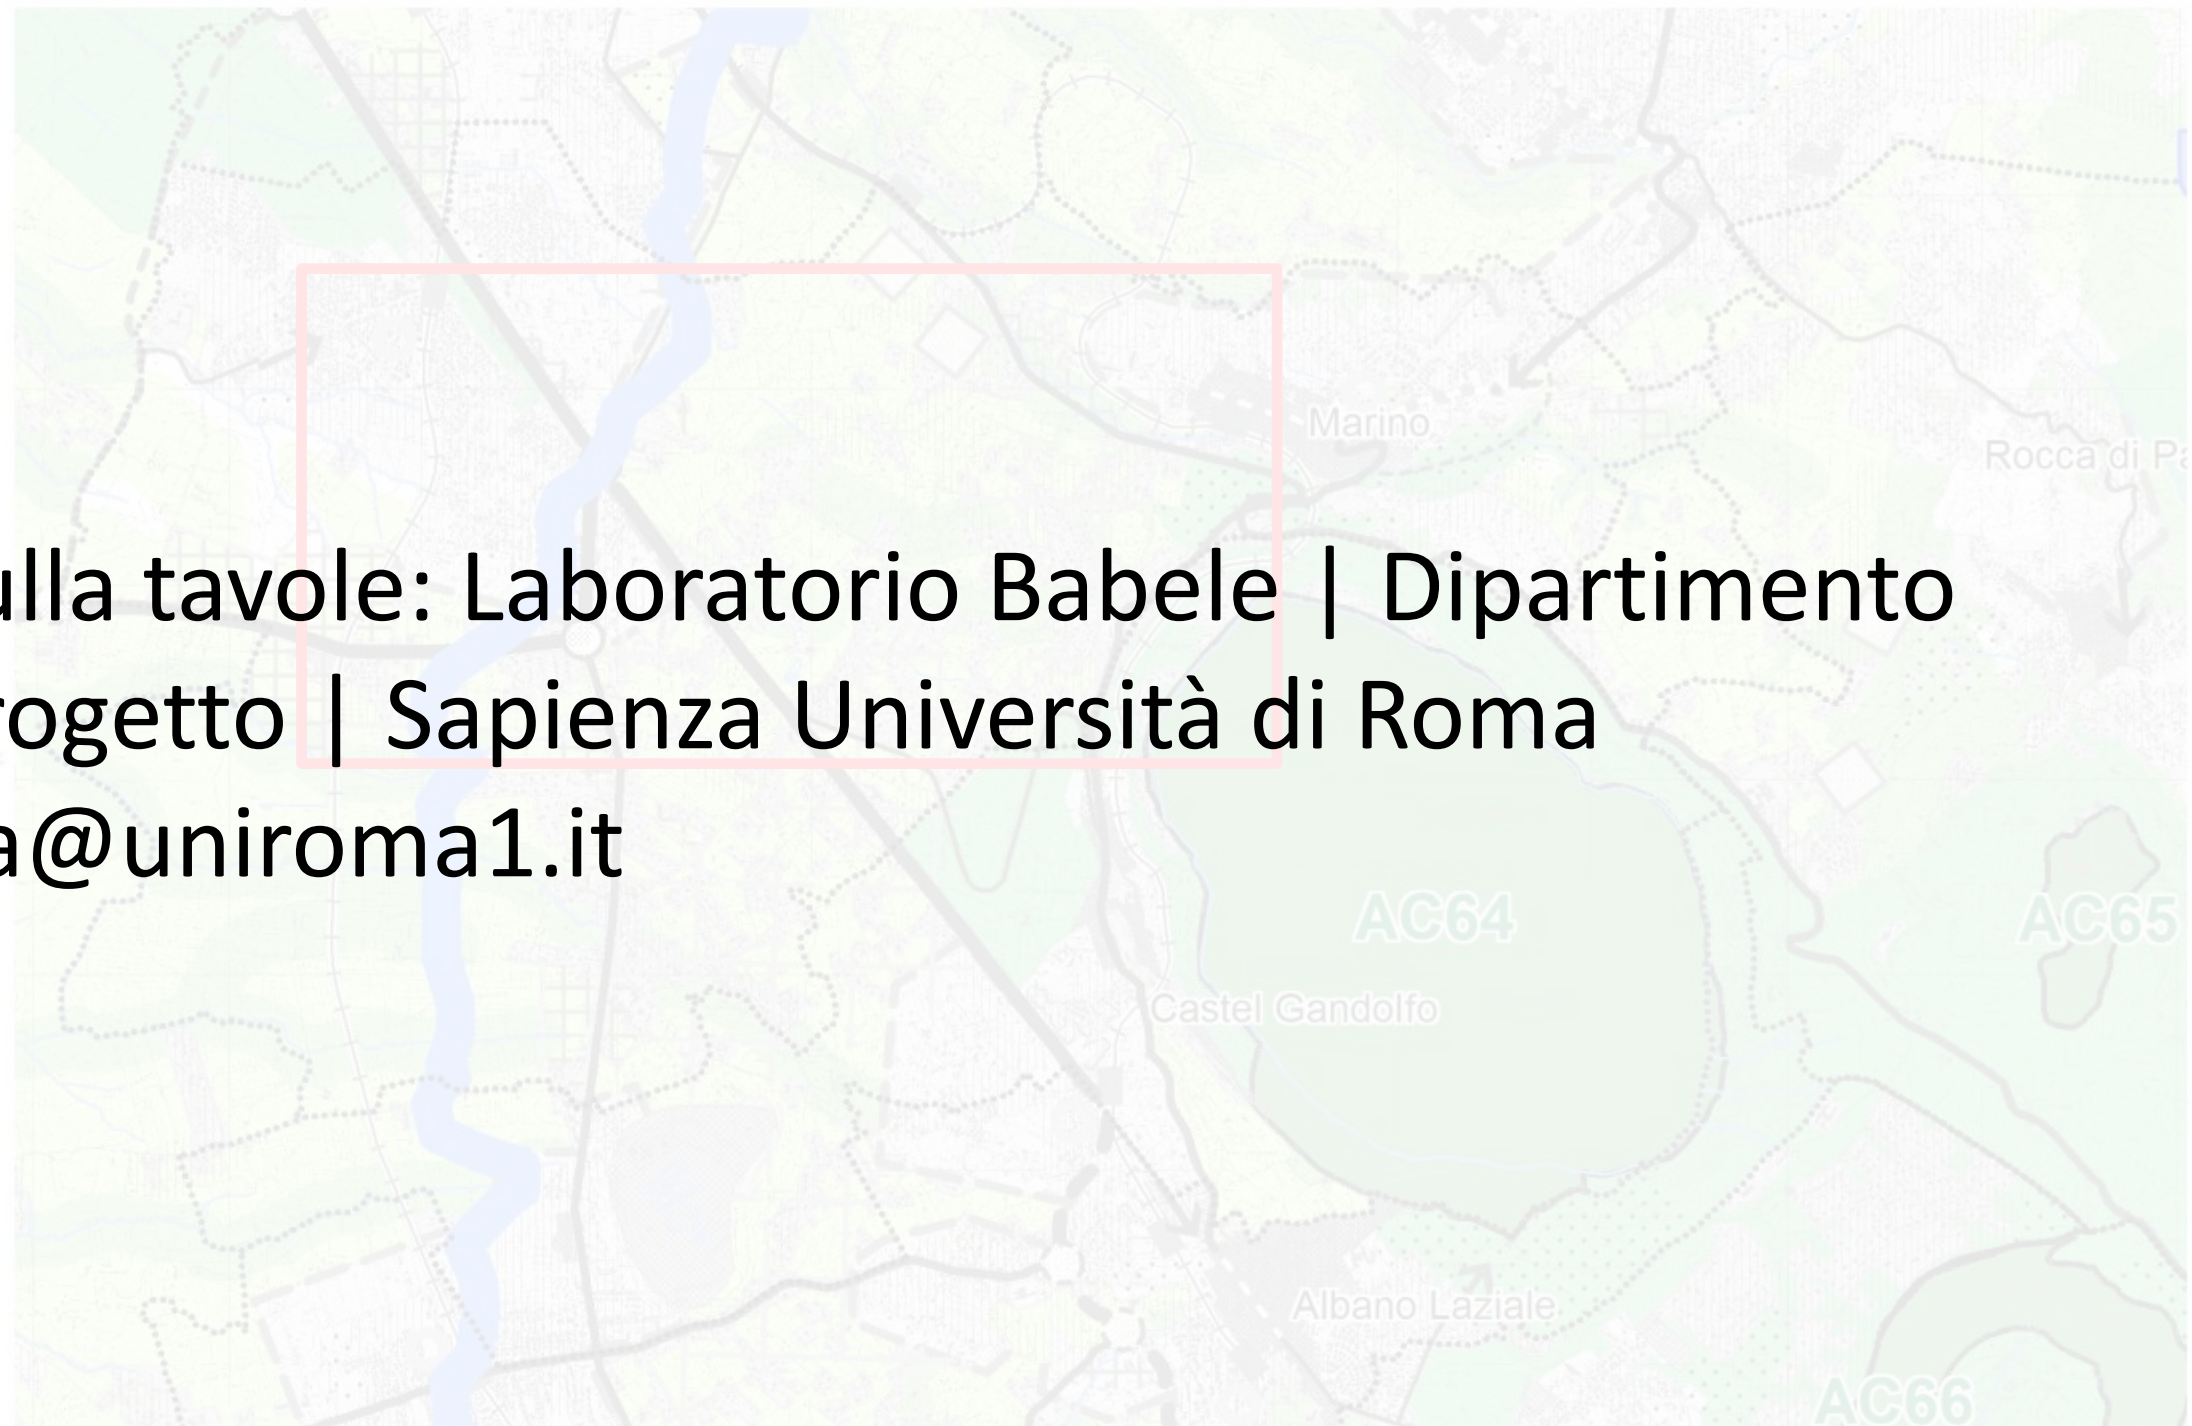 ulla tavole: Laboratorio Babele | Dipartimento
rogetto | Sapienza Università di Roma
a@uniroma1.it
Marino
Rocca di Pa
AC64
AC65
Castel Gandolfo
Albano Laziale
AC66